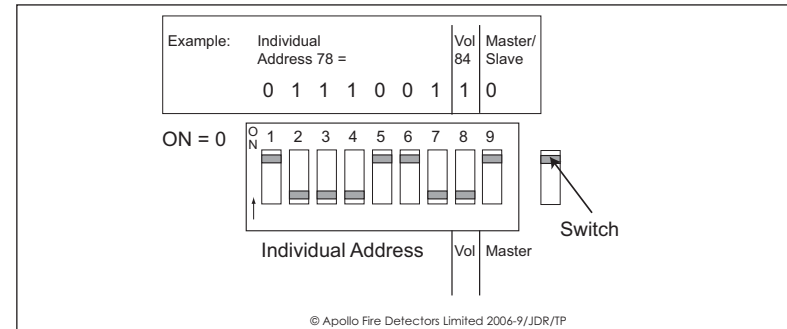 Example: Individual Vol Master/
Address 78 = 84 Slave
0 1 1 1 0 0 1 1 0
ON = 0
ON 1 2 3 4 5 6 7 8 9
Switch
Individual Address Vol Master
© Apollo Fire Detectors Limited 2006-9/JDR/TP